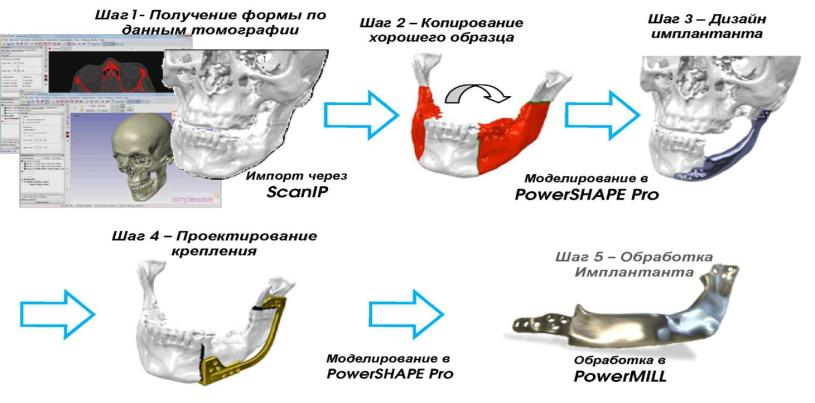 Шаг1- Получение формы по
данным томографии
Шаг 2 – Копирование
хорошего образца
Шаг 3 – Дизайн
имплантанта
simpleware
Импорт через
ScanIP
Моделирование в
PowerSHAPE Pro
Шаг 4 – Проектирование
крепления
Шаг 5 – Обработка
Имплантанта
Моделирование в
PowerSHAPE Pro
Обработка в
PowerMILL